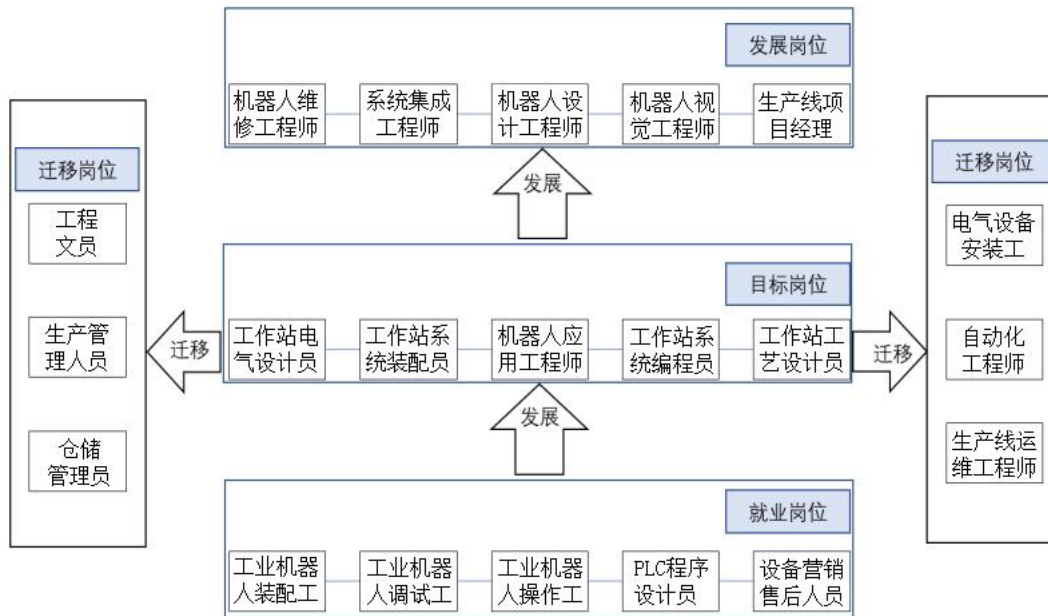 发展岗位
机器人维
修工程师
系统集成
工程师
机器人设
计工程师
机器人视
觉工程师
生产线项
目经理
发展
迁移岗位
工程
文员
生产管
理人员
仓储
管理员
迁移
目标岗位
工作站电
气设计员
工作站系
统装配员
机器人应
用工程师
工作站系
统编程员
工作站工
艺设计员
迁移
迁移岗位
电气设备
安装工
自动化
工程师
生产线运
维工程师
发展
就业岗位
工业机器
人装配工
工业机器
人调试工
工业机器
人操作工
PLC程序
设计员
设备营销
售后人员